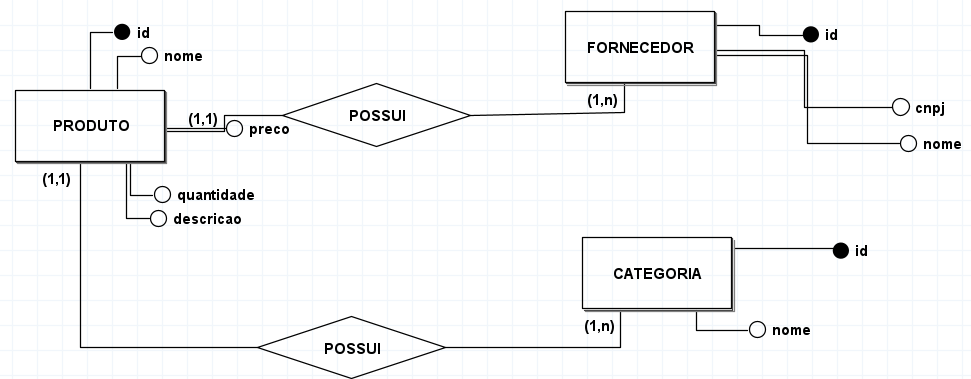 id
nome
PRODUTO
(1,1)
preco
quantidade
descricao
(1,1)
POSSUI
FORNECEDOR
(1,n)
id
cnpj
nome
CATEGORIA
(1,n)
id
nome
POSSUI